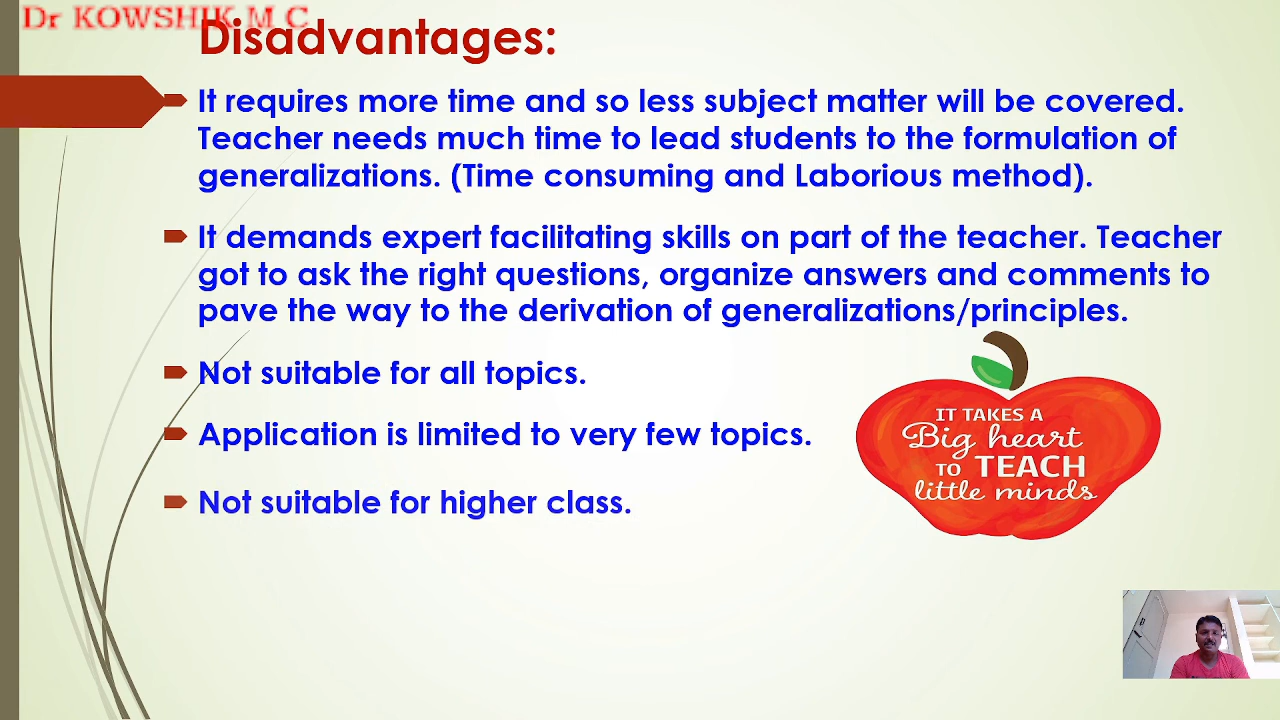 Dr KOWSHIK M C
Disadvantages:
It requires more time and so less subject matter will be covered.
Teacher needs much time to lead students to the formulation of
generalizations. (Time consuming and Laborious method).
It demands expert facilitating skills on part of the teacher. Teacher
got to ask the right questions, organize answers and comments to
pave the way to the derivation of generalizations/principles.
Not suitable for all topics.
Application is limited to very few topics.
Not suitable for higher class.
IT TAKES A
Big heart
TO TEACH
little minds